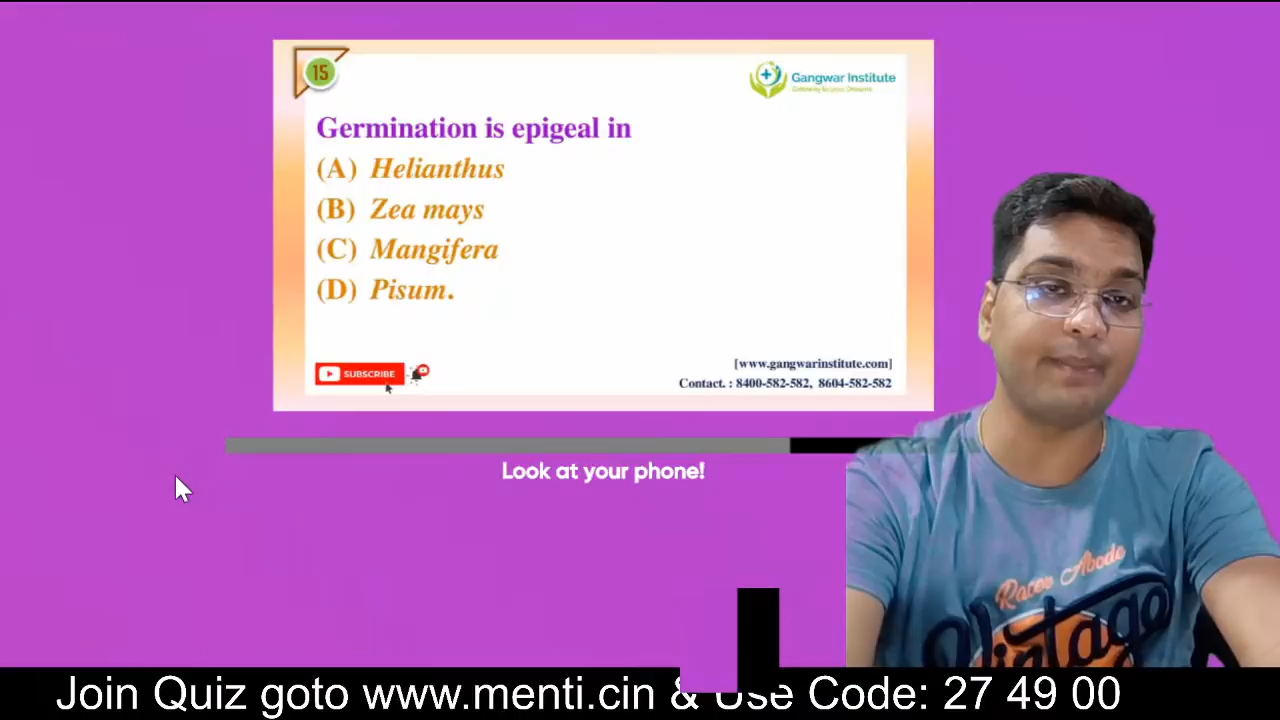 15
Gangwar Institute
Germination is epigeal in
(A) Helianthus
(B) Zea mays
(C) Mangifera
(D) Pisum.
SUBSCRIBE
[www.gangwarinstitute.com]
Contact. : 8400-582-582, 8604-582-582
Look at your phone!
Racer Abode
Vintage
Join Quiz goto www.menti.cin & Use Code: 27 49 00